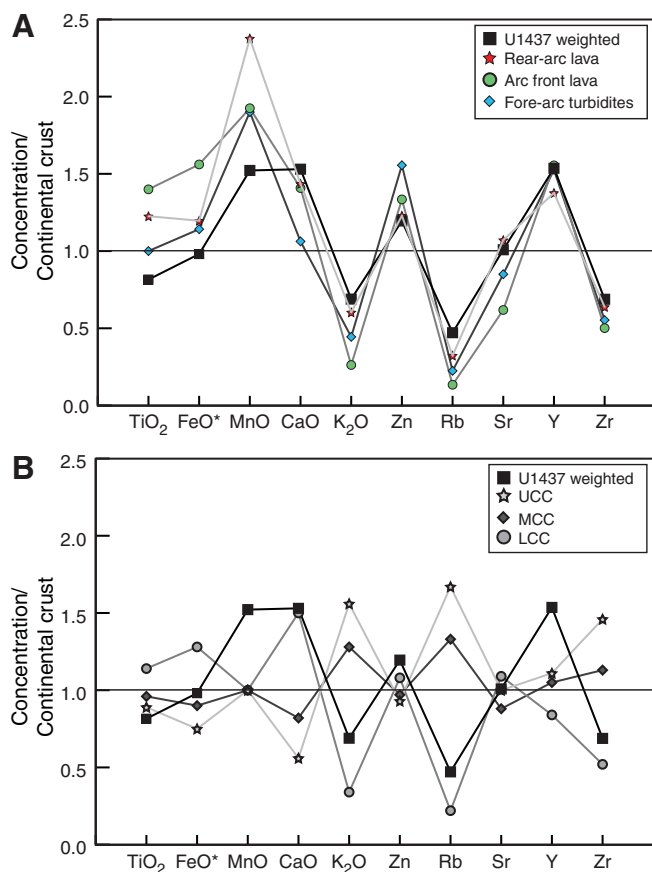 A
2.5
2.0
1.5
1.0
0.5
0.0
Concentration/
Continental crust
U1437 weighted
Rear-arc lava
Arc front lava
Fore-arc turbidites
TiO2 FeO* MnO CaO K2O Zn Rb Sr Y Zr
B
2.5
2.0
1.5
1.0
0.5
0.0
Concentration/
Continental crust
U1437 weighted
UCC
MCC
LCC
TiO2 FeO* MnO CaO K2O Zn Rb Sr Y Zr